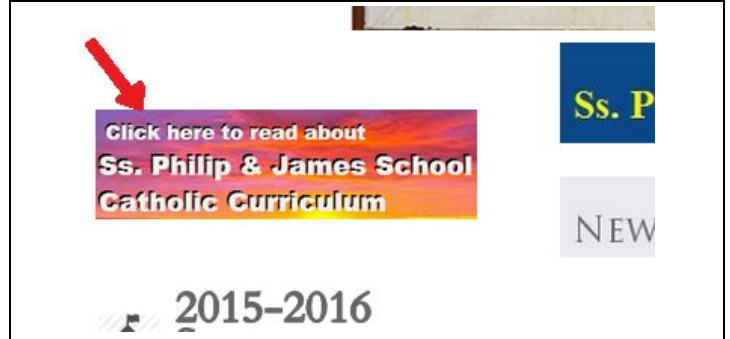 Click here to read about
Ss. Philip & James School
Catholic Curriculum
Ss. P
NEW
2015–2016